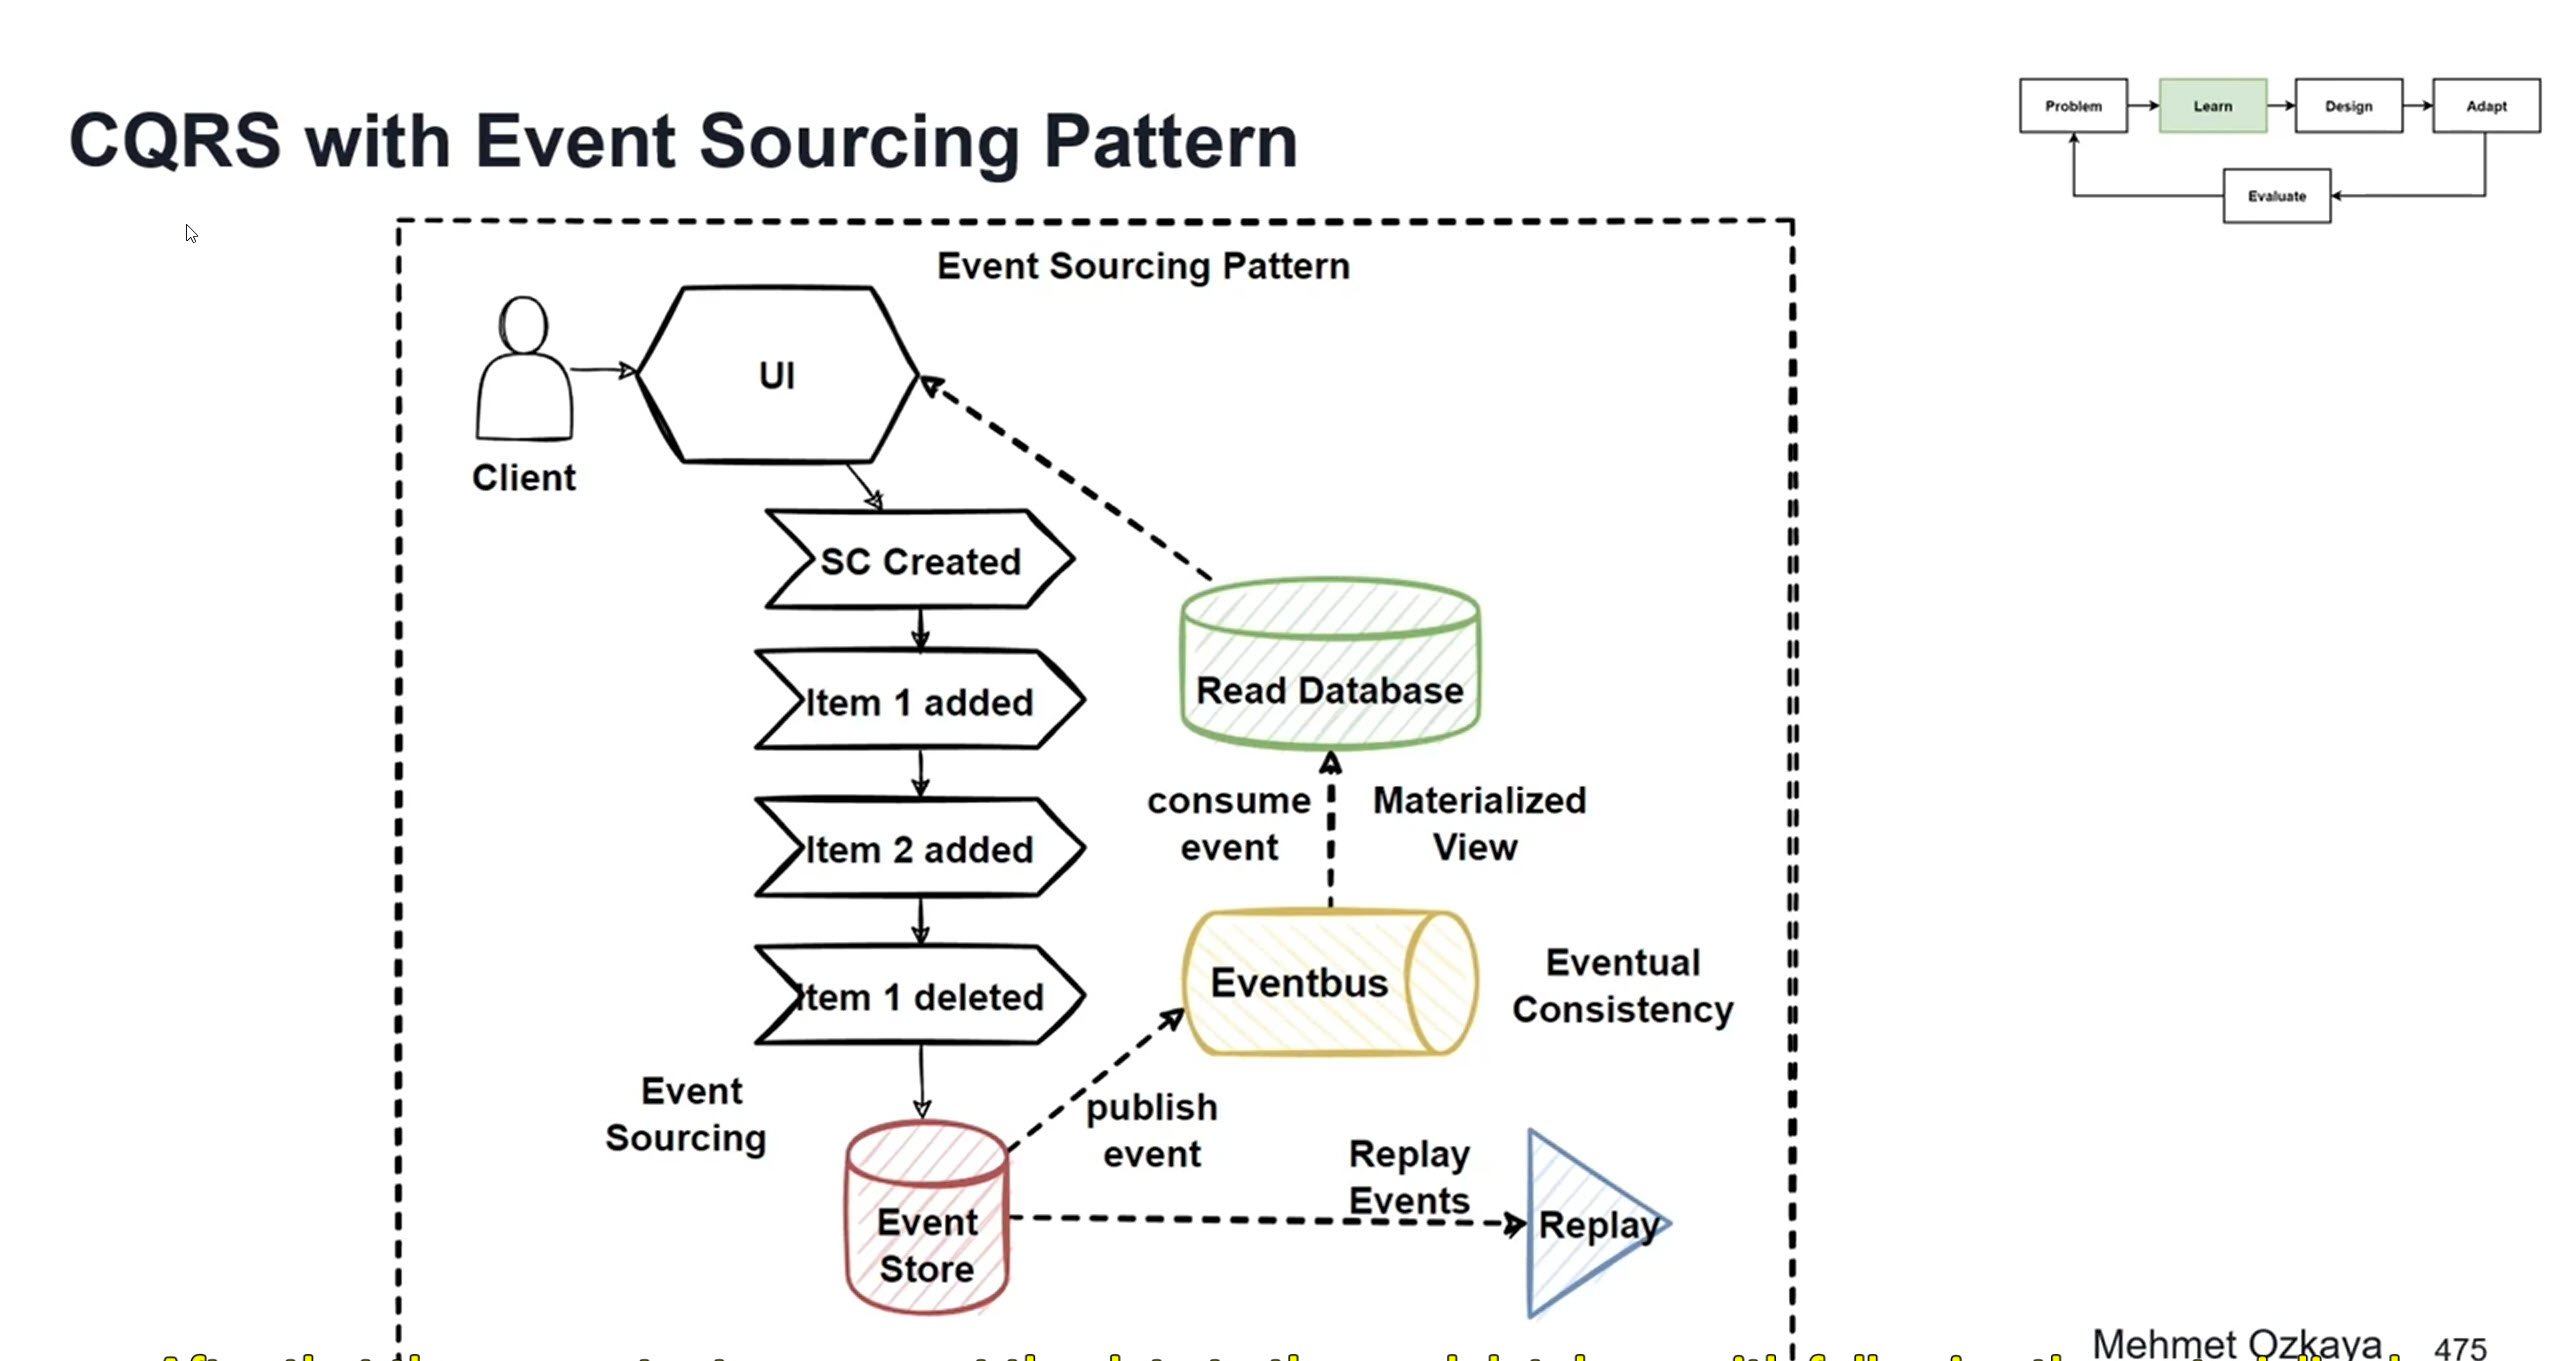 CQRS with Event Sourcing Pattern
Problem
Learn
Design
Adapt
Evaluate
Event Sourcing Pattern
UI
Client
SC Created
Item 1 added
Item 2 added
Item 1 deleted
Event
Sourcing
Event
Store
publish
event
Eventbus
Eventual
Consistency
consume
event
Materialized
View
Read Database
Replay
Events
Replay
Mehmet Ozkaya 475